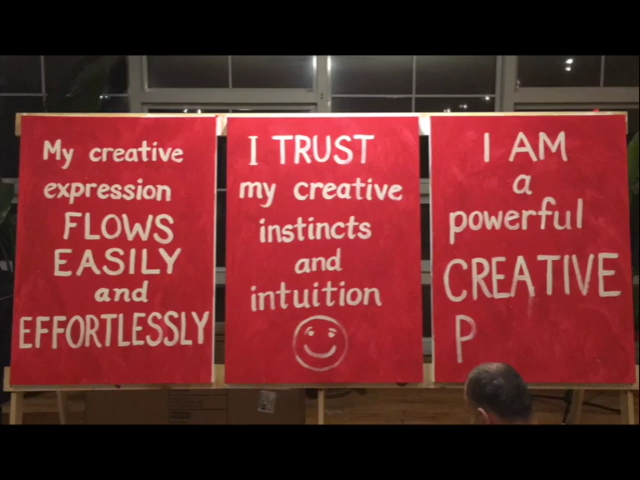 My creative
expression
FLOWS
EASILY
and
EFFORTLESSLY
I TRUST
my creative
instincts
and
intuition
I AM
a
powerful
CREATIVE
P